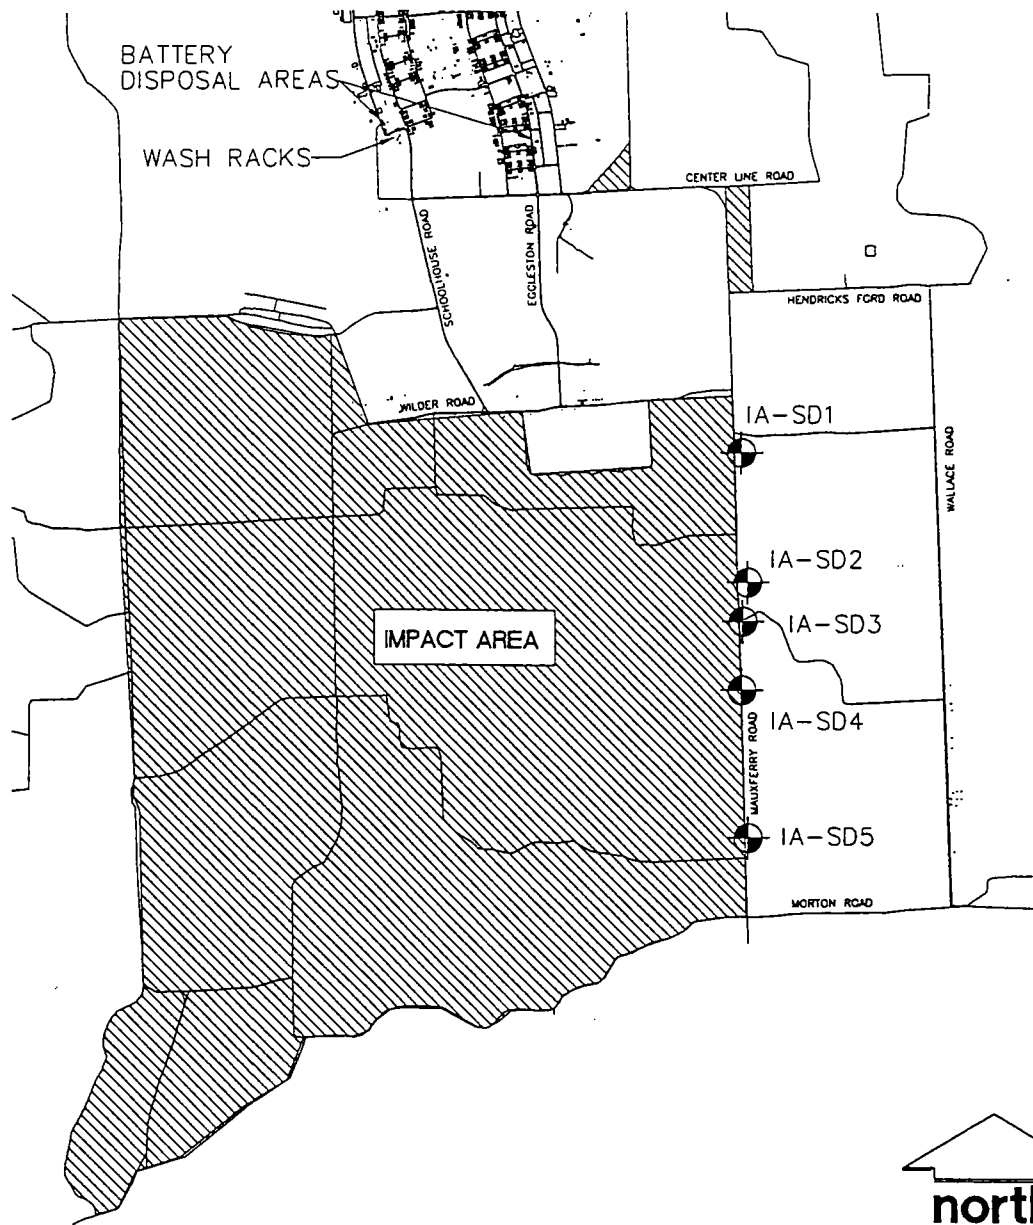 BATTERY
DISPOSAL AREAS
WASH RACKS
CENTER LINE ROAD
SCHOOLHOUSE ROAD
EGGLESTON ROAD
HENDRICKS FORD ROAD
WILDER ROAD
IA-SD1
WALLACE ROAD
IA-SD2
IA-SD3
IMPACT AREA
IA-SD4
MAUXFERRY ROAD
IA-SD5
MORTON ROAD
north